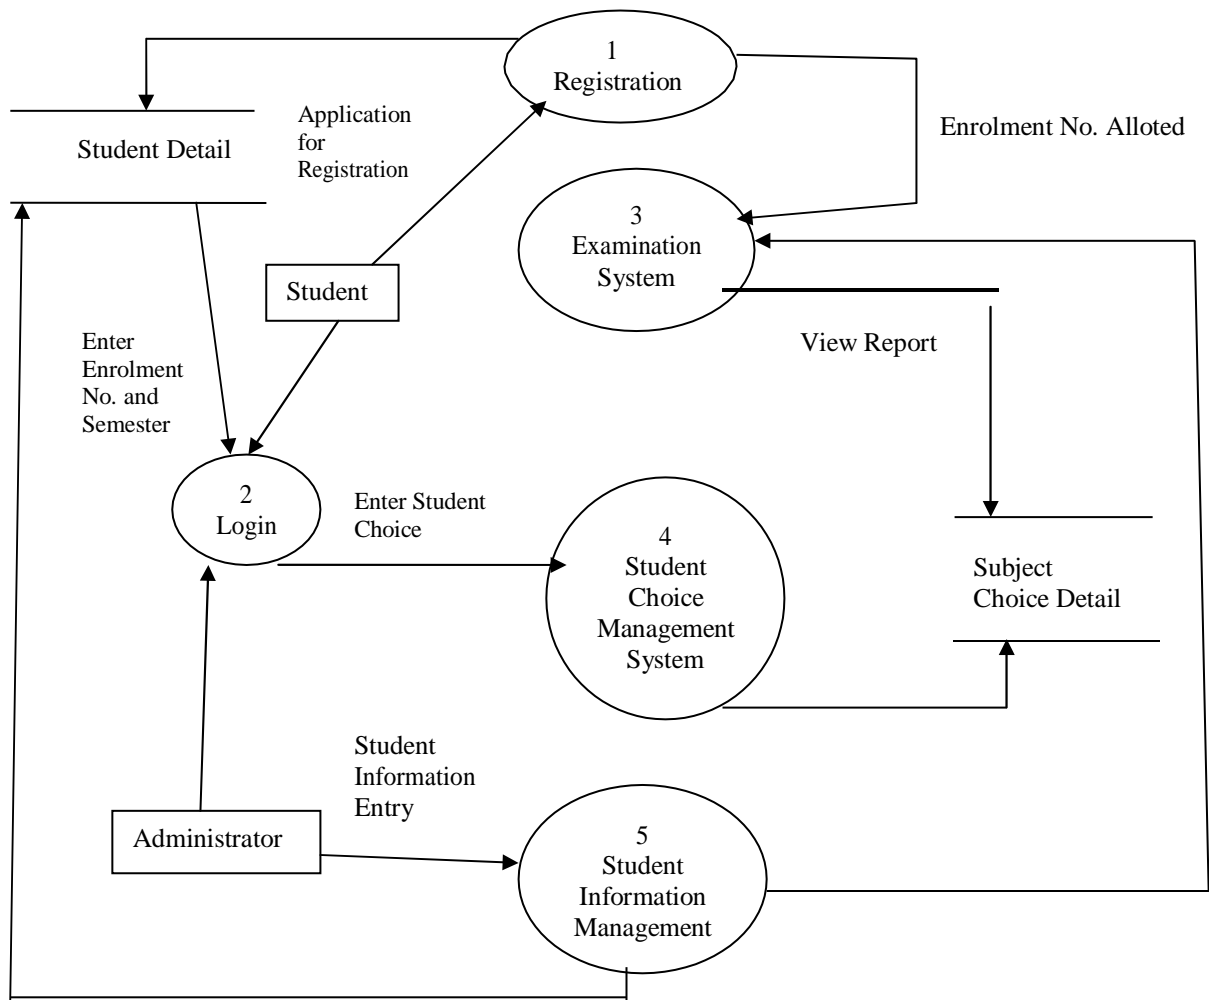 1
Registration
Application
for
Registration
Enrolment No. Alloted
Student Detail
3
Examination
System
Student
Enter
Enrolment
No. and
Semester
View Report
2
Login
Enter Student
Choice
4
Student
Choice
Management
System
Subject
Choice Detail
Student
Information
Entry
Administrator
5
Student
Information
Management